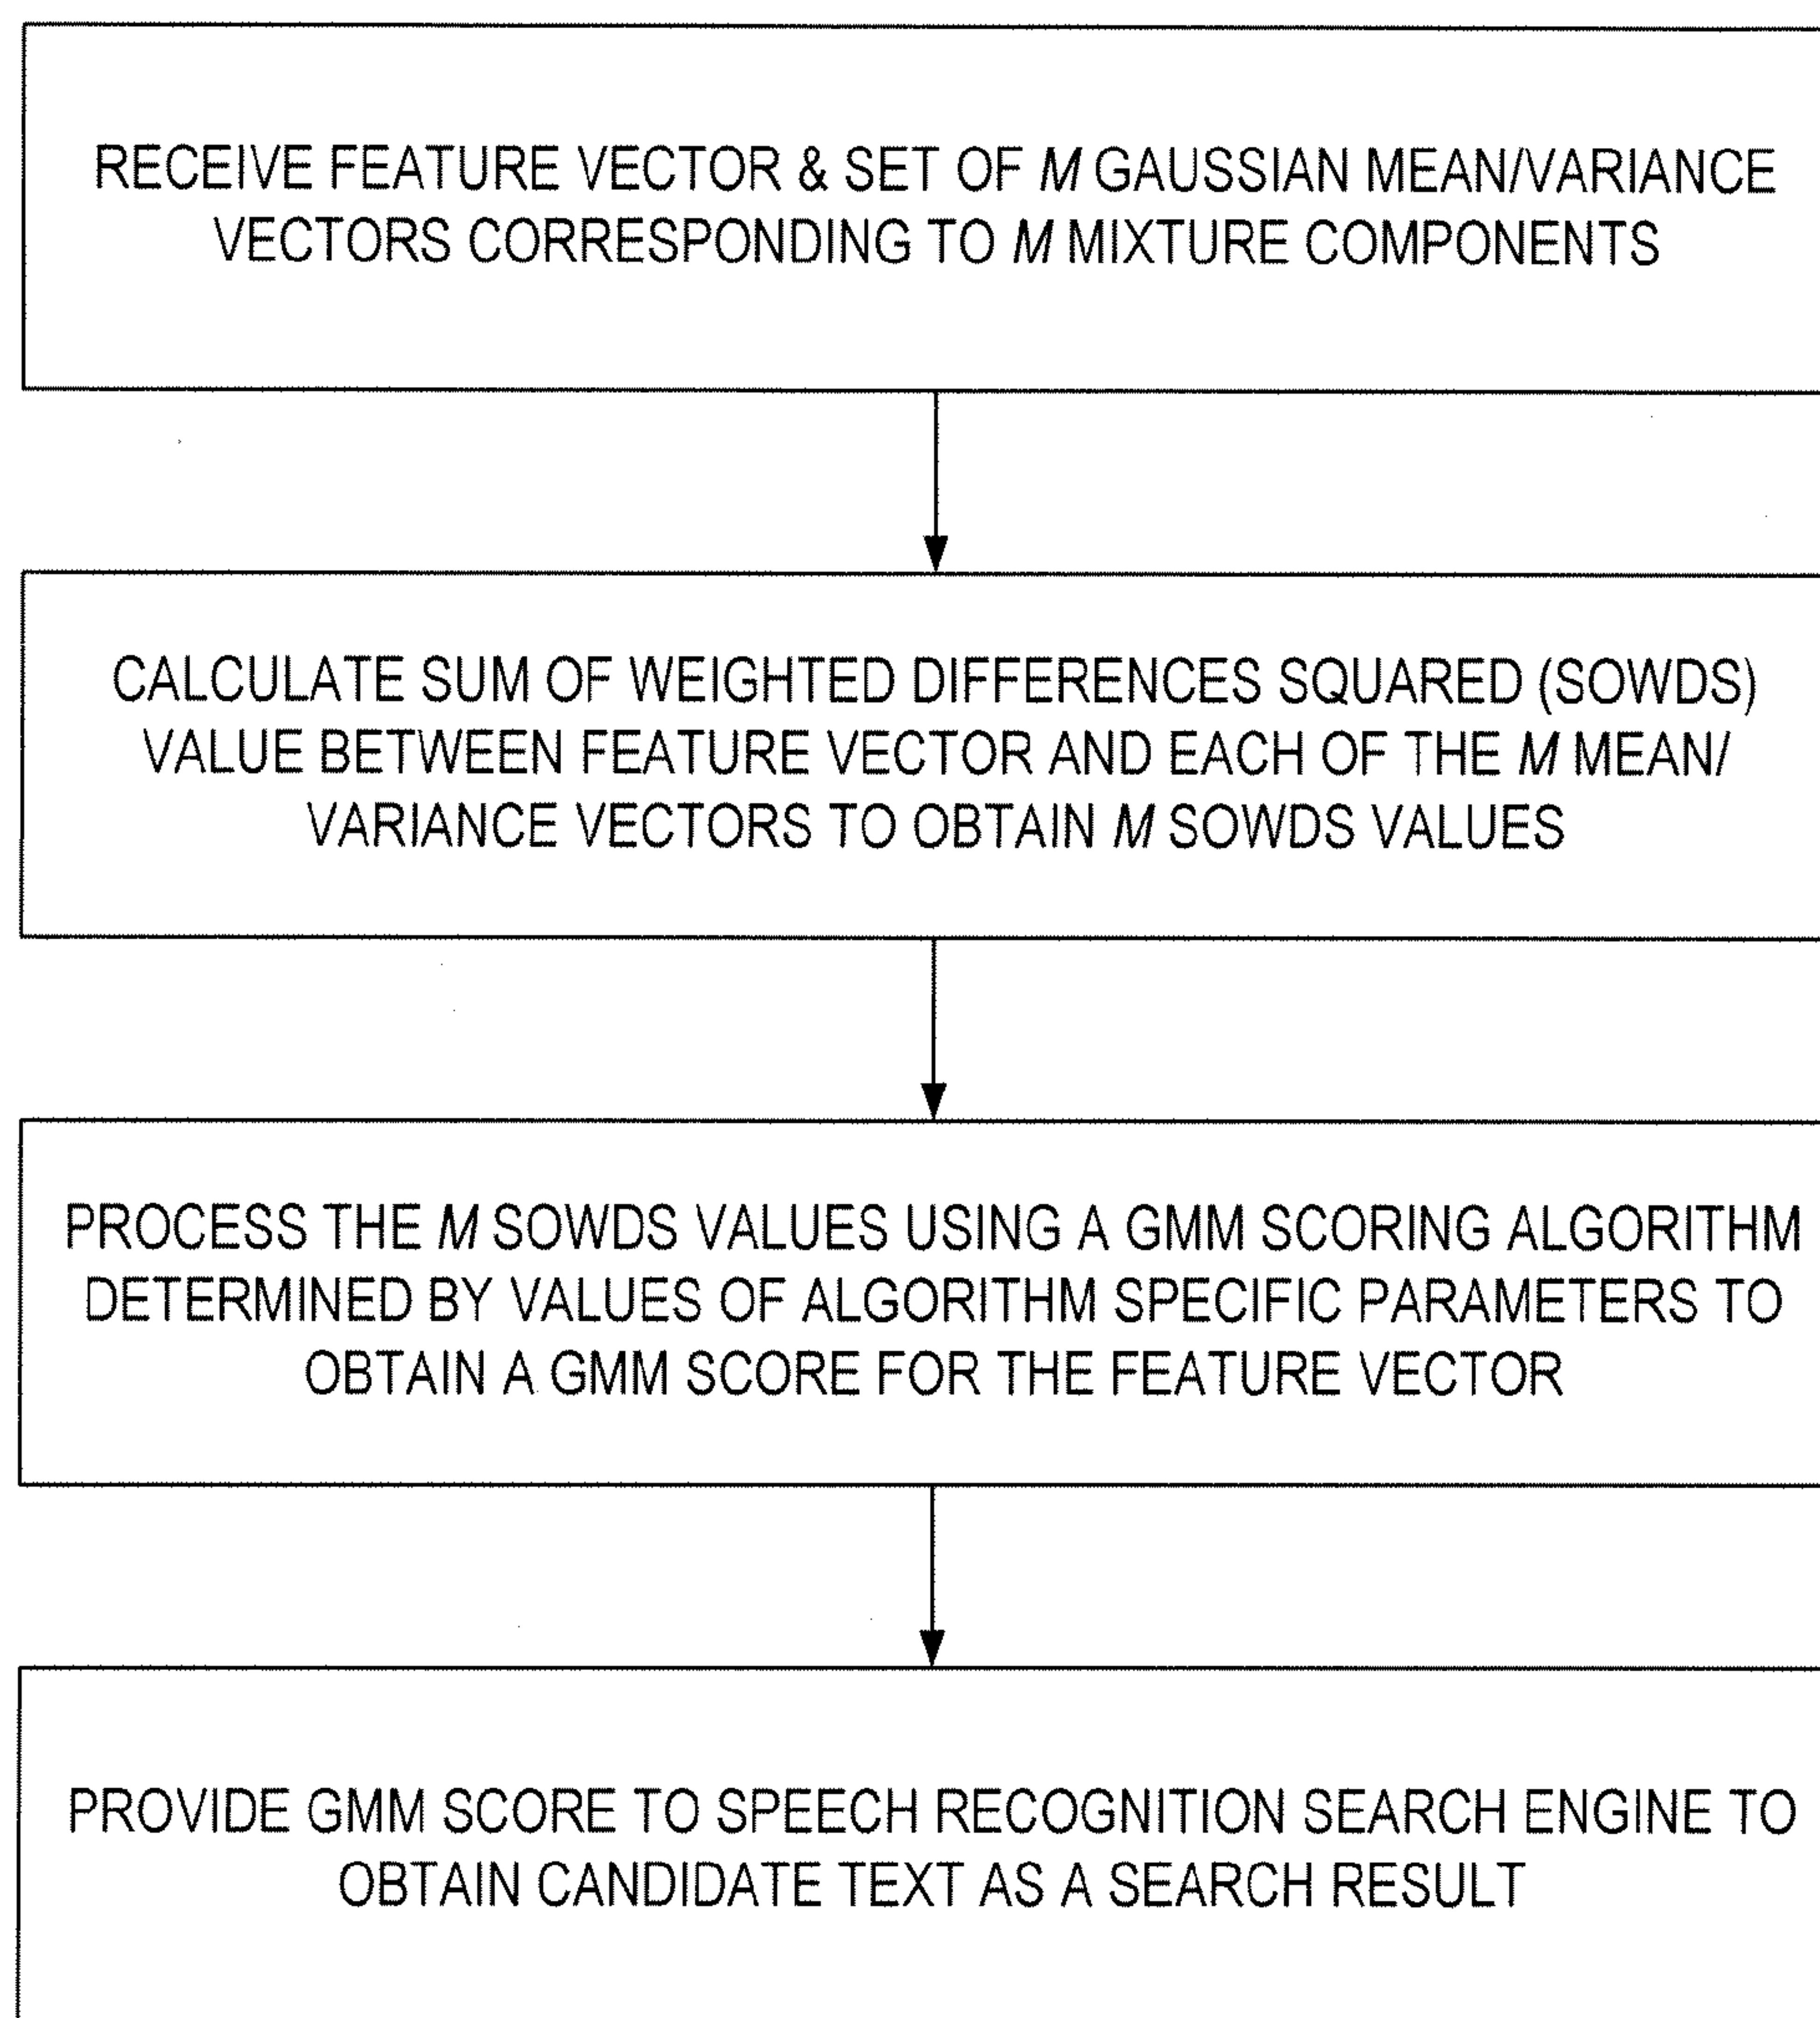 RECEIVE FEATURE VECTOR & SET OF M GAUSSIAN MEAN/VARIANCE
VECTORS CORRESPONDING TO M MIXTURE COMPONENTS
CALCULATE SUM OF WEIGHTED DIFFERENCES SQUARED (SOWDS)
VALUE BETWEEN FEATURE VECTOR AND EACH OF THE M MEAN/
VARIANCE VECTORS TO OBTAIN M SOWDS VALUES
PROCESS THE M SOWDS VALUES USING A GMM SCORING ALGORITHM
DETERMINED BY VALUES OF ALGORITHM SPECIFIC PARAMETERS TO
OBTAIN A GMM SCORE FOR THE FEATURE VECTOR
PROVIDE GMM SCORE TO SPEECH RECOGNITION SEARCH ENGINE TO
OBTAIN CANDIDATE TEXT AS A SEARCH RESULT